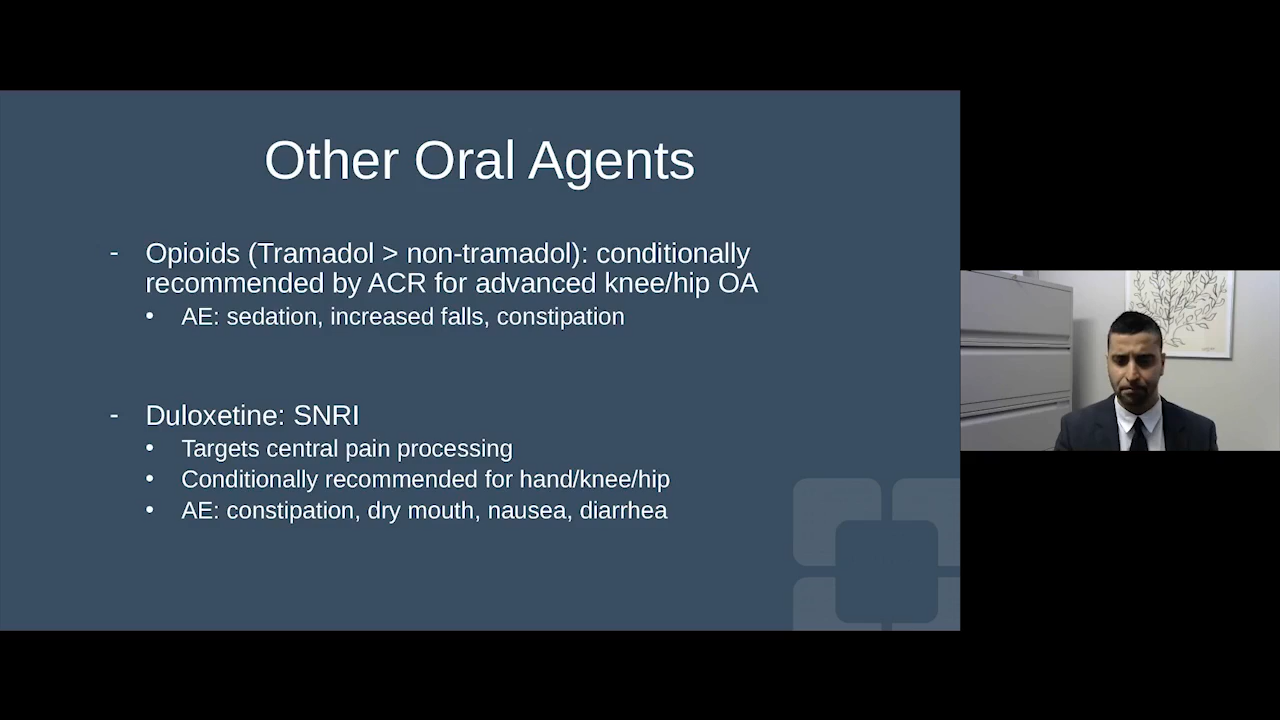 Other Oral Agents
- Opioids (Tramadol > non-tramadol): conditionally
recommended by ACR for advanced knee/hip OA
• AE: sedation, increased falls, constipation
- Duloxetine: SNRI
• Targets central pain processing
• Conditionally recommended for hand/knee/hip
• AE: constipation, dry mouth, nausea, diarrhea